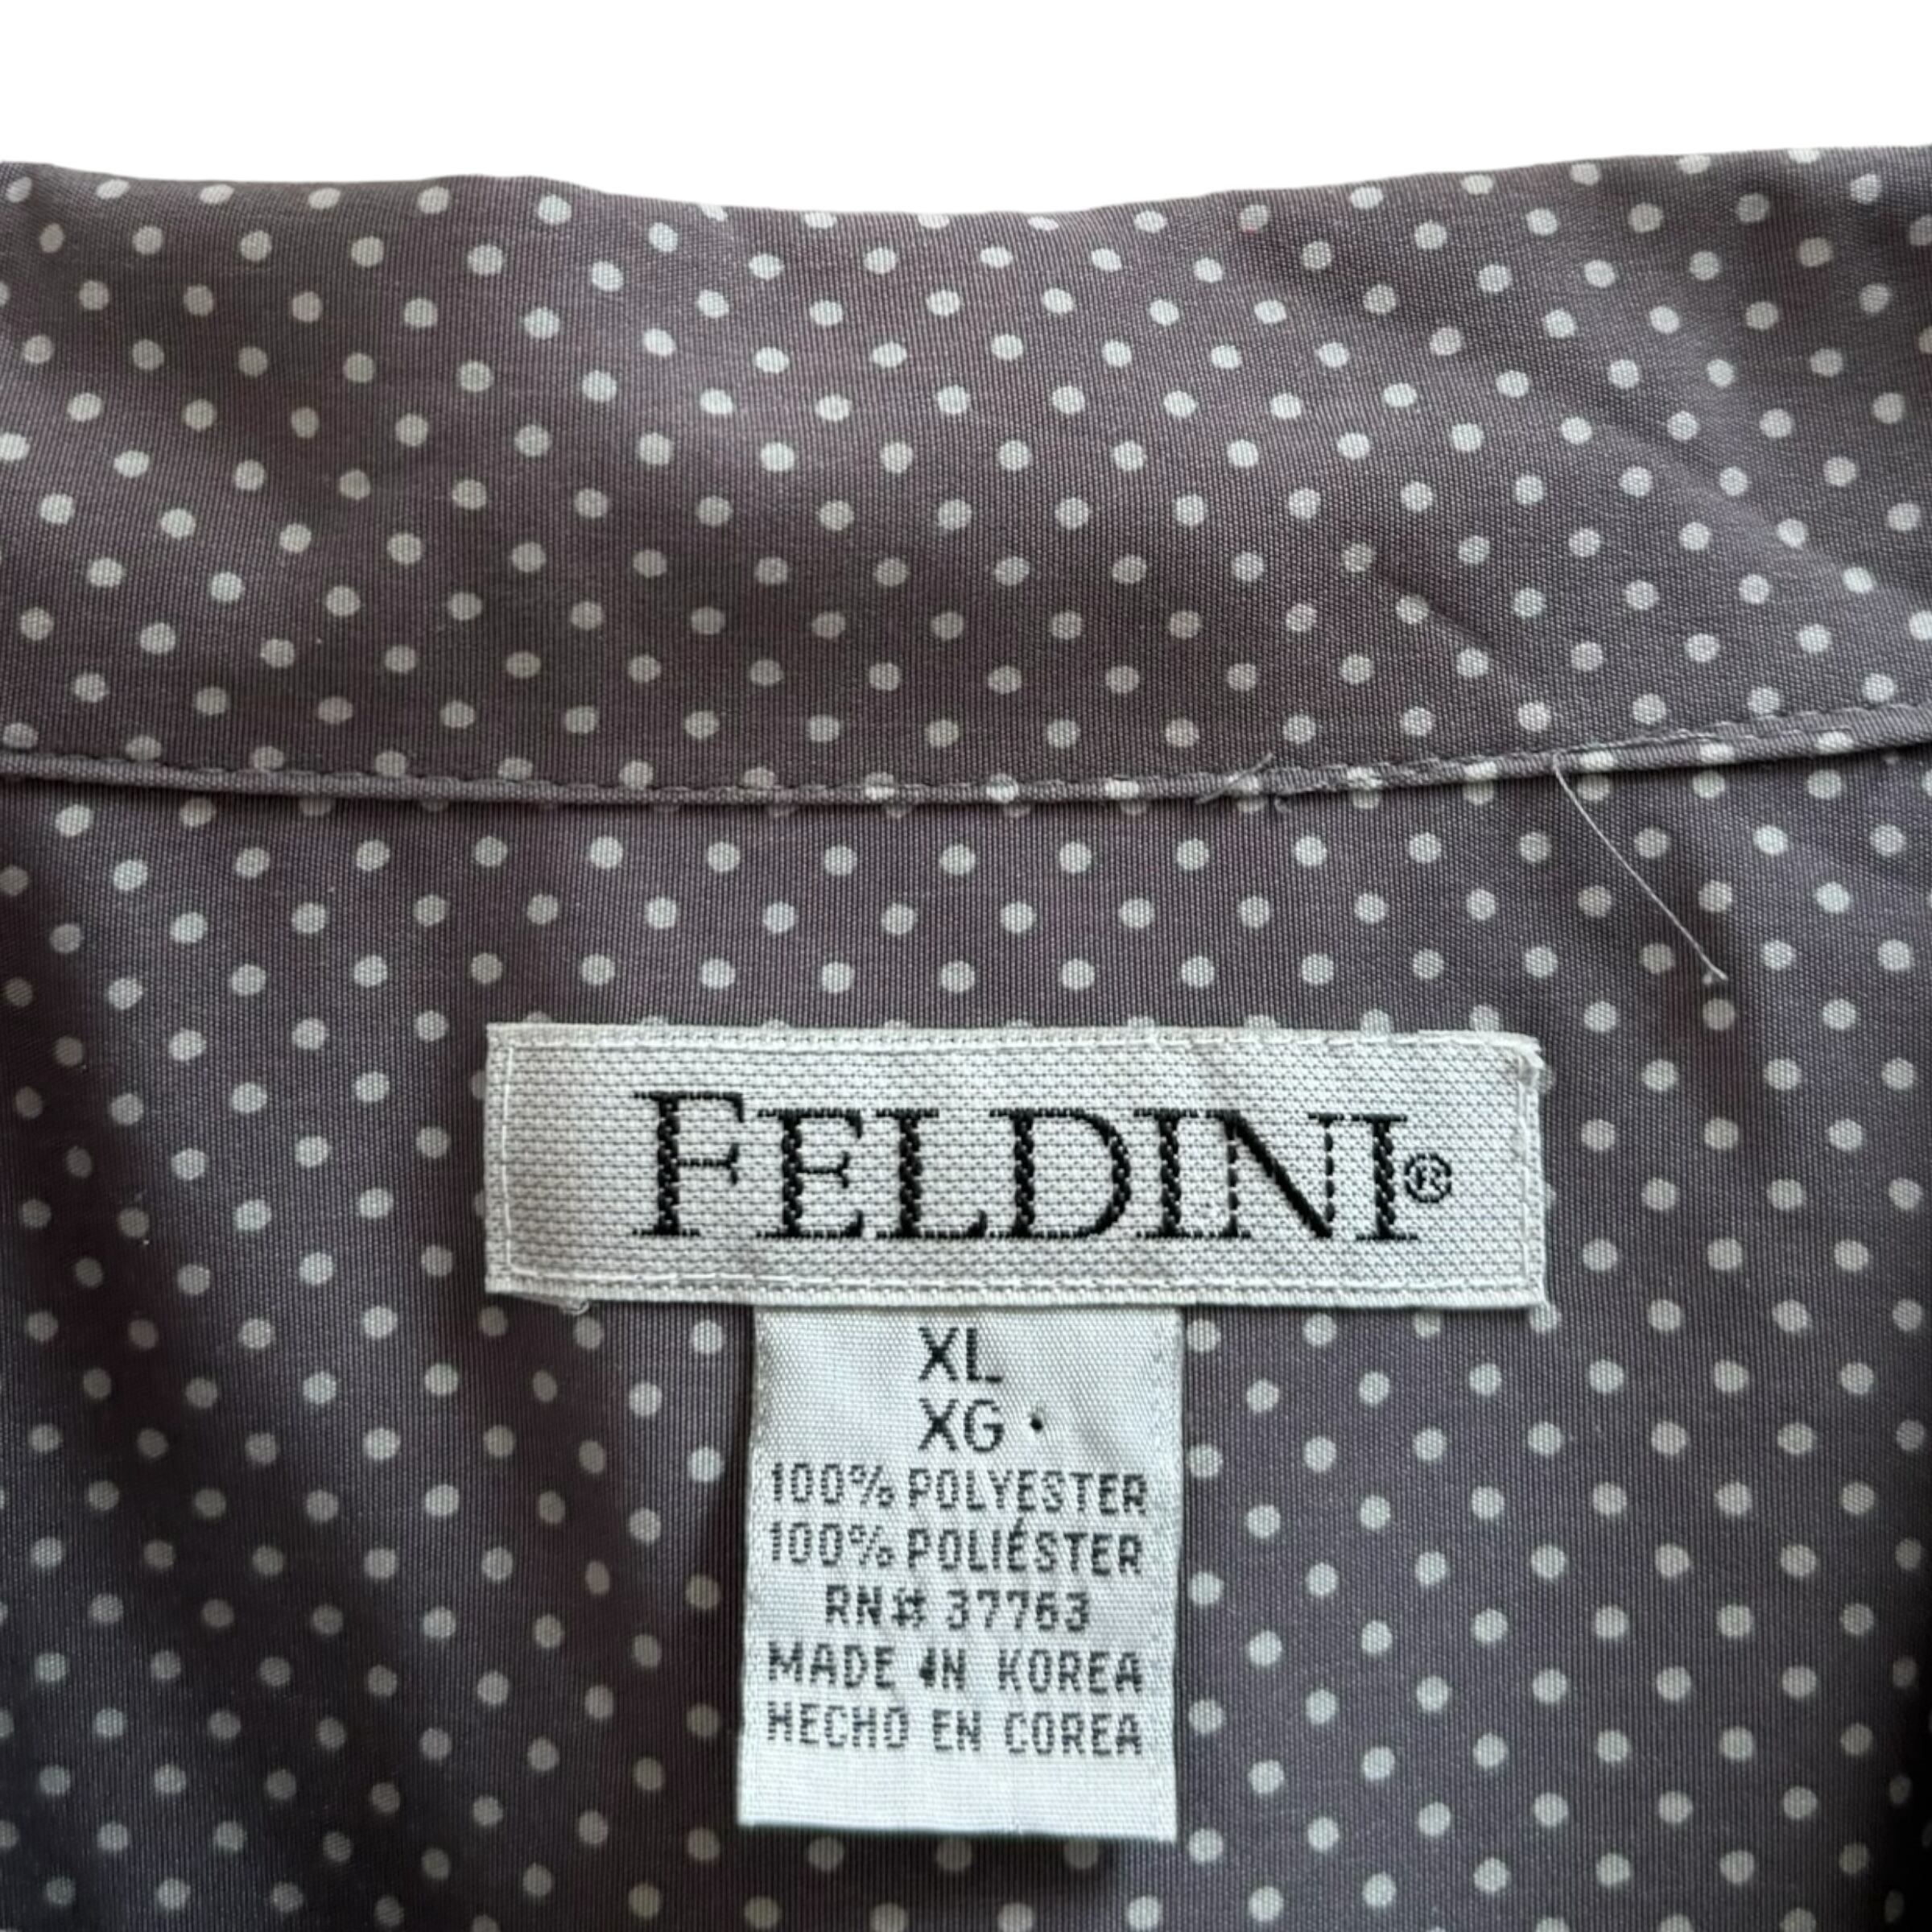 FELDINI®
XL
XG
100% POLYESTER
100% POLIÉSTER
RN# 37763
MADE IN KOREA
HECHO EN COREA